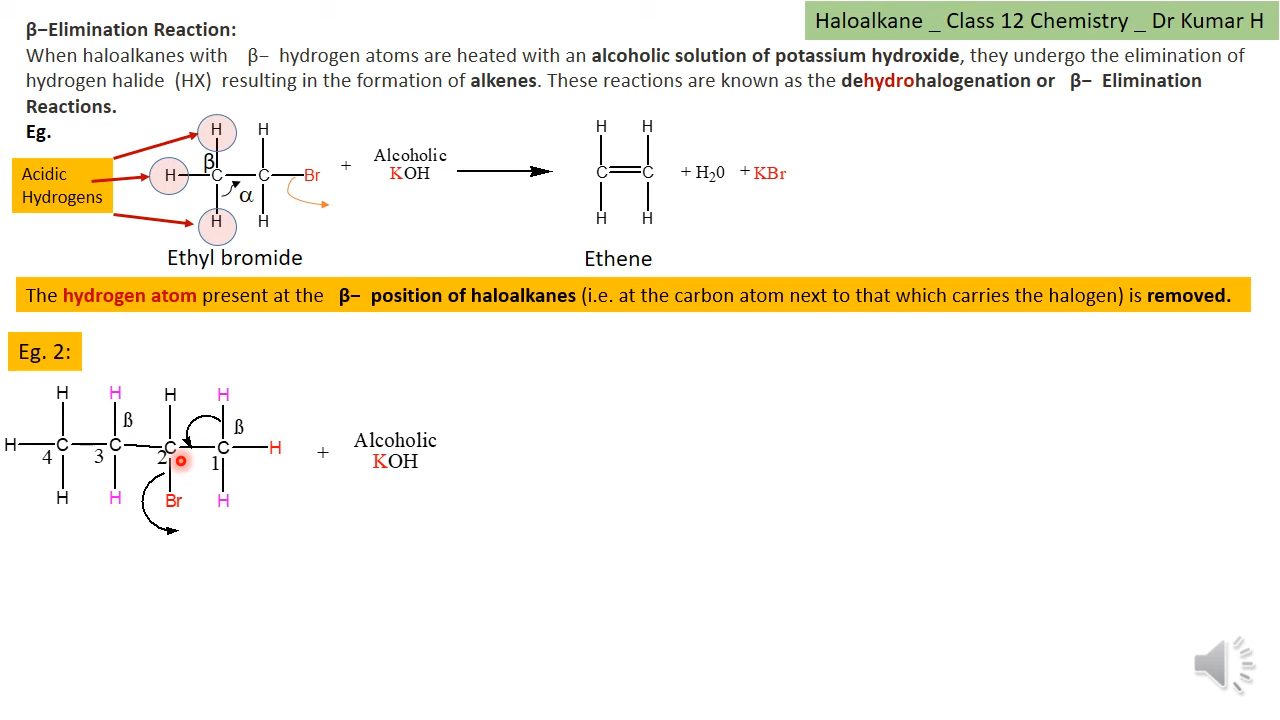 Haloalkane _ Class 12 Chemistry _ Dr Kumar H
β−Elimination Reaction:
When haloalkanes with β− hydrogen atoms are heated with an alcoholic solution of potassium hydroxide, they undergo the elimination of
hydrogen halide (HX) resulting in the formation of alkenes. These reactions are known as the dehydrohalogenation or β− Elimination
Reactions.
Eg.
H H H H
Acidic
Hydrogens
H β C C Br + Alcoholic
KOH
C C + H₂0 + KBr
α
H H H H
Ethyl bromide Ethene
The hydrogen atom present at the β− position of haloalkanes (i.e. at the carbon atom next to that which carries the halogen) is removed.
Eg. 2:
H H H H
ß ß
H C C C C H + Alcoholic
KOH
4 3 2 1
H H Br H